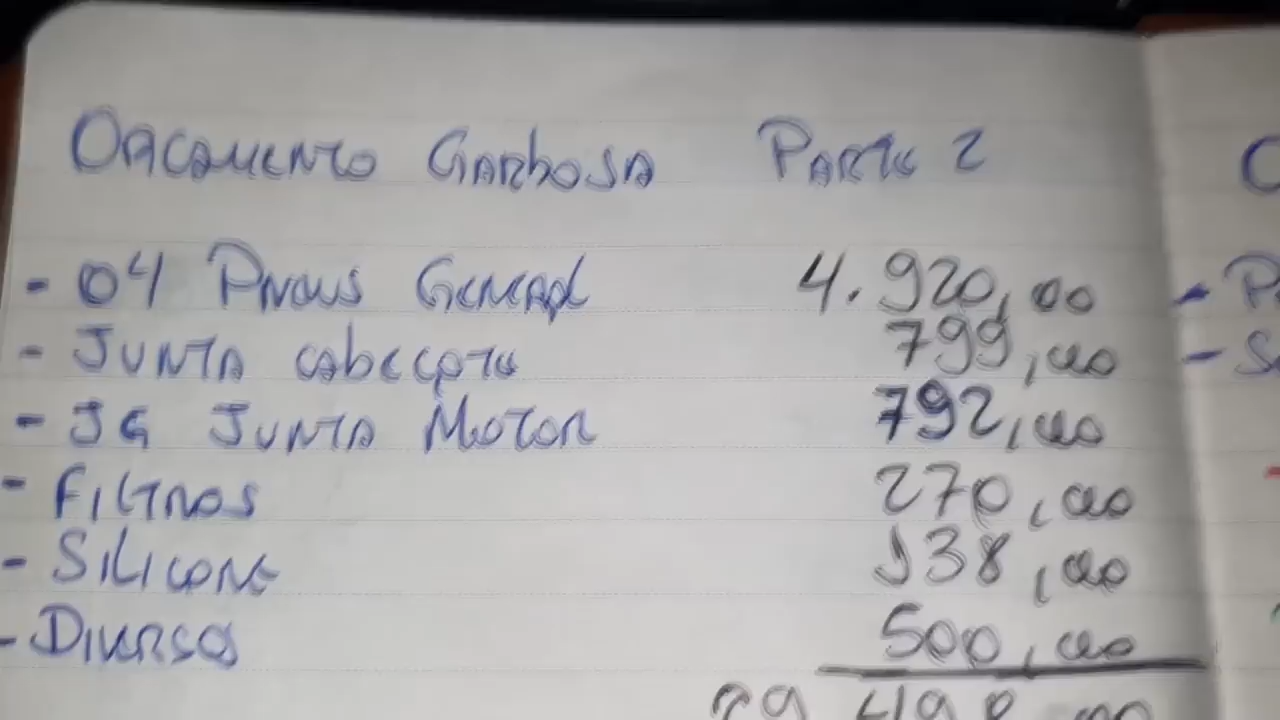 Orcamento Garbosa Parte 2
- 04 Pneus General 4.920,00
- Junta cabeçote 799,00
- JG Junta Motor 792,00
- Filtros 270,00
- Silicone 138,00
- Diversos 500,00